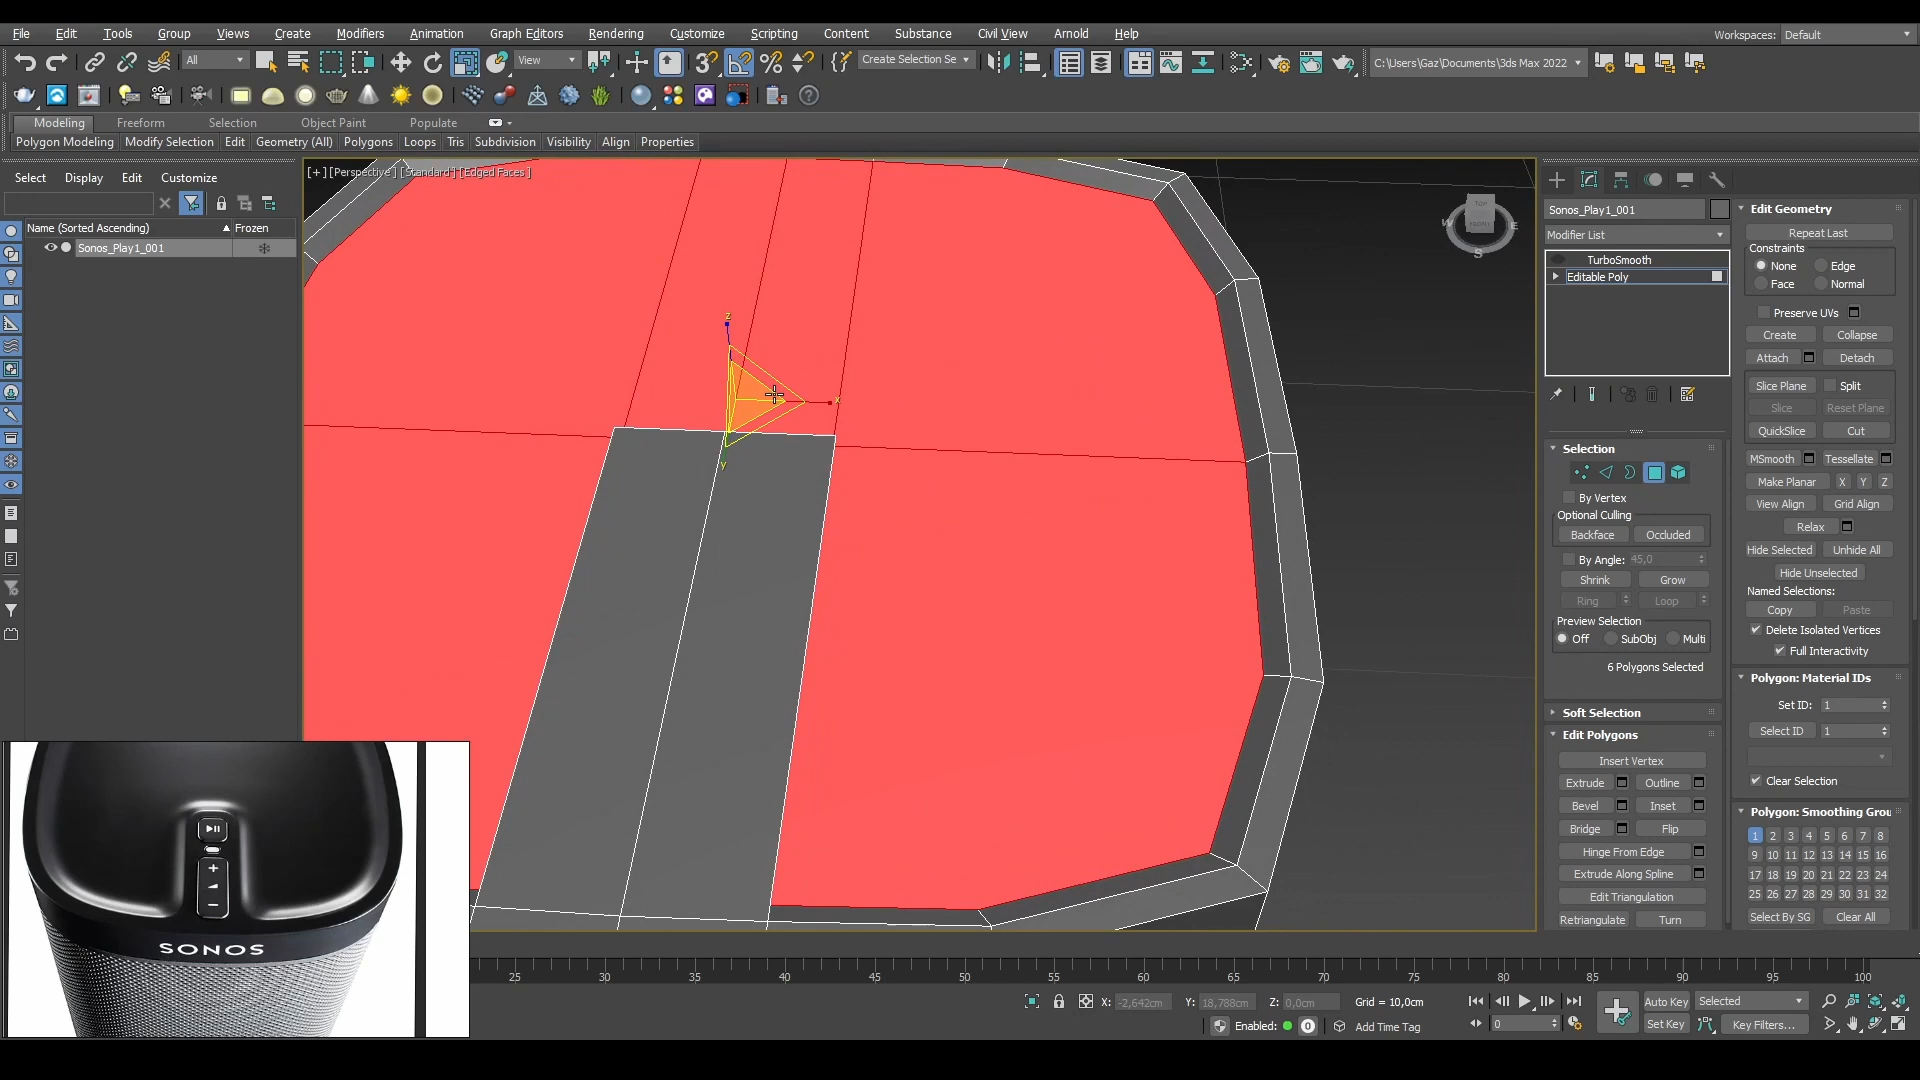 File Edit Tools Group Views Create Modifiers Animation Graph Editors Rendering Customize Scripting Content Substance Civil View Arnold Help
Workspaces: Default
All View Create Selection Se C:\Users\Gaz\Documents\3ds Max 2022
Modeling Freeform Selection Object Paint Populate
Polygon Modeling Modify Selection Edit Geometry (All) Polygons Loops Tris Subdivision Visibility Align Properties
Select Display Edit Customize
Name (Sorted Ascending) Frozen
Sonos_Play1_001
[+] [Perspective] [Standard] [Edged Faces]
z
x
y
TOP
FRONT
W E
S
Sonos_Play1_001
Modifier List
TurboSmooth
Editable Poly
Selection
By Vertex
Optional Culling
Backface Occluded
By Angle: 45,0
Shrink Grow
Ring Loop
Preview Selection
Off SubObj Multi
6 Polygons Selected
Soft Selection
Edit Polygons
Insert Vertex
Extrude Outline
Bevel Inset
Bridge Flip
Hinge From Edge
Extrude Along Spline
Edit Triangulation
Retriangulate Turn
Edit Geometry
Repeat Last
Constraints
None Edge
Face Normal
Preserve UVs
Create Collapse
Attach Detach
Slice Plane Split
Slice Reset Plane
QuickSlice Cut
MSmooth Tessellate
Make Planar X Y Z
View Align Grid Align
Relax
Hide Selected Unhide All
Hide Unselected
Named Selections:
Copy Paste
Delete Isolated Vertices
Full Interactivity
Polygon: Material IDs
Set ID: 1
Select ID 1
Clear Selection
Polygon: Smoothing Grou
1 2 3 4 5 6 7 8
9 10 11 12 13 14 15 16
17 18 19 20 21 22 23 24
25 26 27 28 29 30 31 32
Select By SG Clear All
SONOS
25 30 35 40 45 50 55 60 65 70 75 80 85 90 95 100
X: -2,642cm Y: 18,788cm Z: 0,0cm Grid = 10,0cm
Enabled: 0 Add Time Tag
0
Auto Key Selected
Set Key Key Filters...